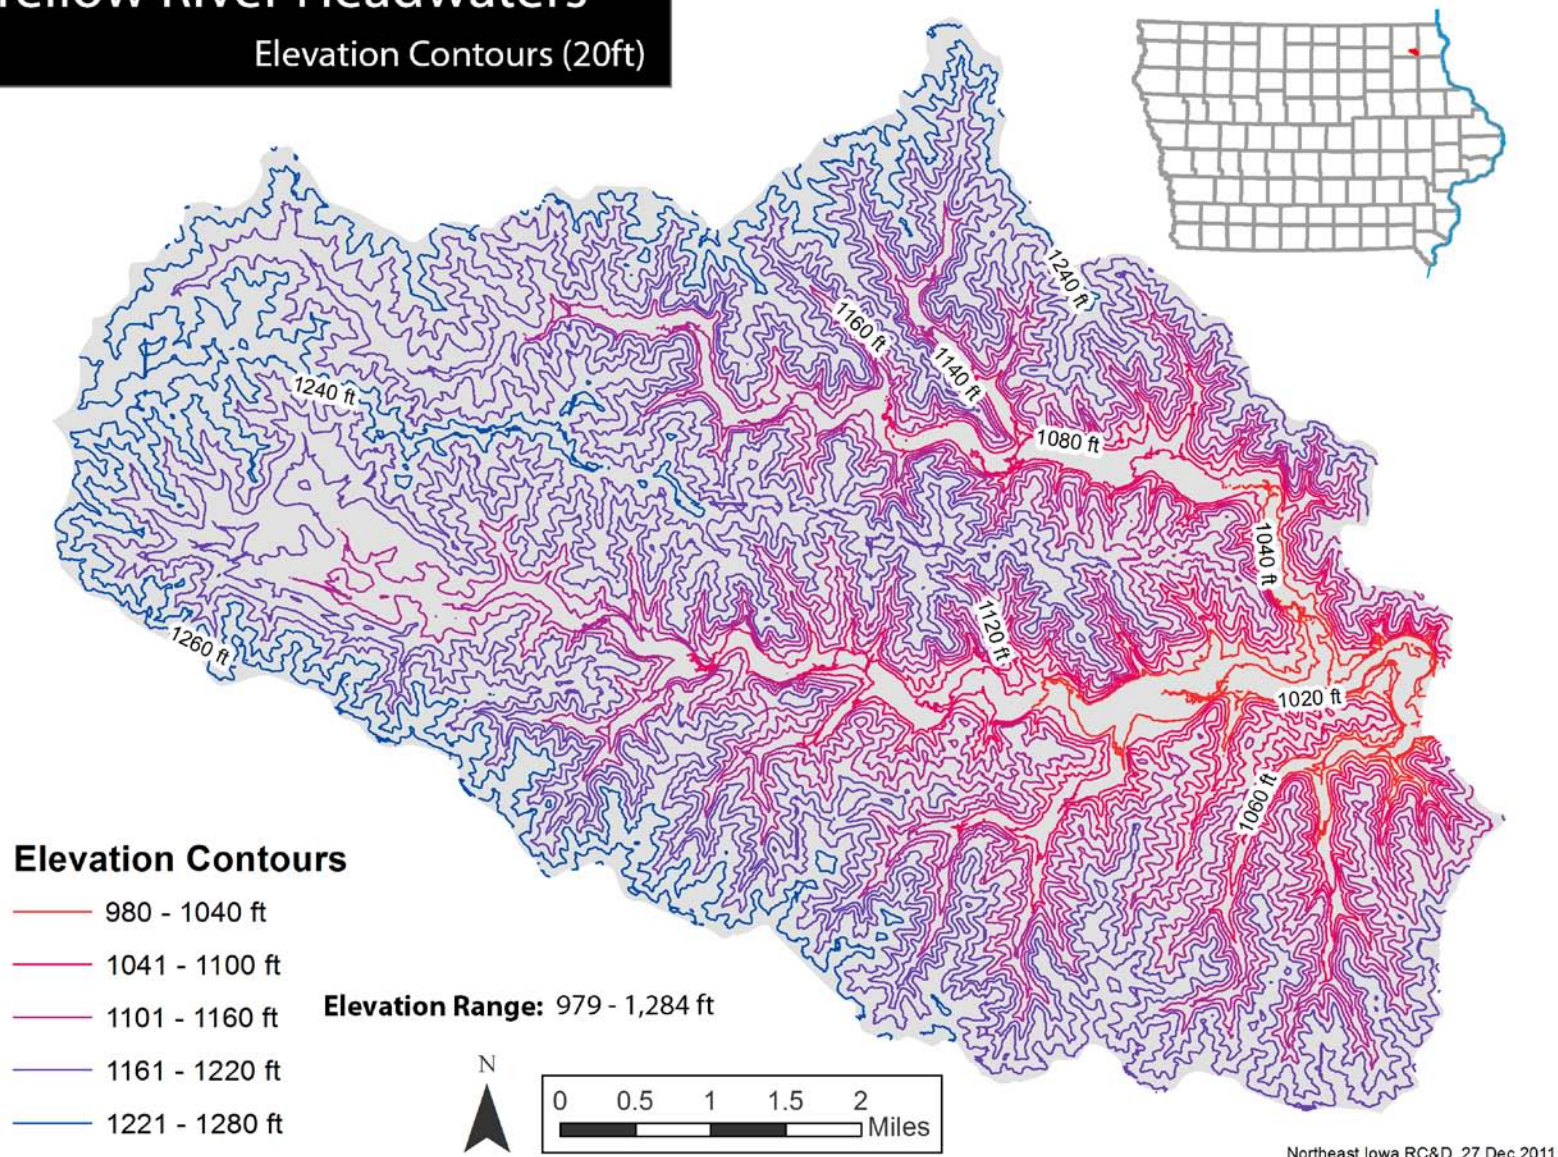 Yellow River Headwaters
Elevation Contours (20ft)
1240 ft
1160 ft
1140 ft
1240 ft
1080 ft
1040 ft
1120 ft
1260 ft
1020 ft
1060 ft
Elevation Contours
980 - 1040 ft
1041 - 1100 ft
1101 - 1160 ft
1161 - 1220 ft
1221 - 1280 ft
Elevation Range: 979 - 1,284 ft
N
0 0.5 1 1.5 2
Miles
Northeast Iowa RC&D, 27 Dec 2011